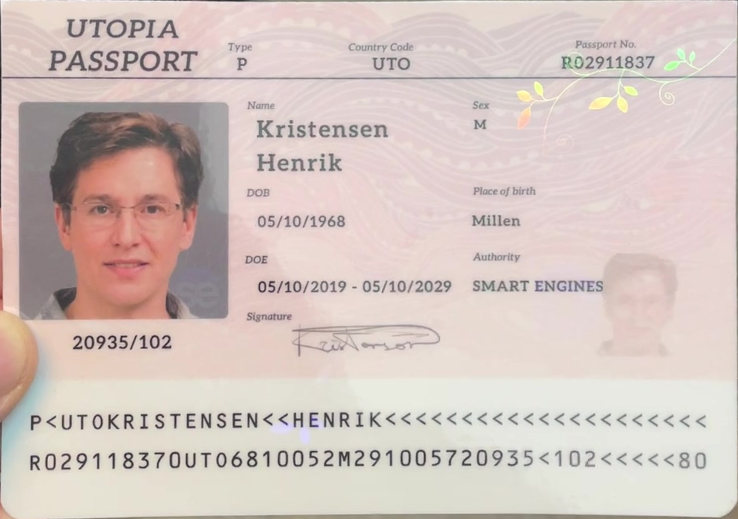 UTOPIA
PASSPORT
Type
P
Country Code
UTO
Passport No.
R02911837
Name
Kristensen
Henrik
Sex
M
DOB
05/10/1968
Place of birth
Millen
DOE
05/10/2019 - 05/10/2029
Authority
SMART ENGINES
Signature
Kristensen
20935/102
P<UTOKRISTENSEN<<HENRIK<<<<<<<<<<<<<<<<<<<<<
R029118370UTO6810052M291005720935<102<<<<<80